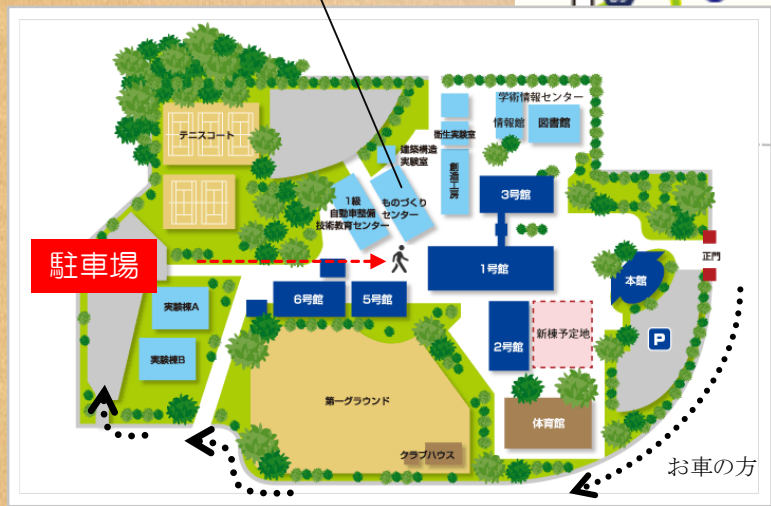 学術情報センター
情報館
図書館
衛生実験室
テニスコート
建築構造
実験室
創造工房
3号館
1級
自動車整備
技術教育センター
ものづくり
センター
正門
駐車場
1号館
本館
実験棟A
6号館
5号館
2号館
新棟予定地
P
実験棟B
第一グラウンド
体育館
クラブハウス
お車の方